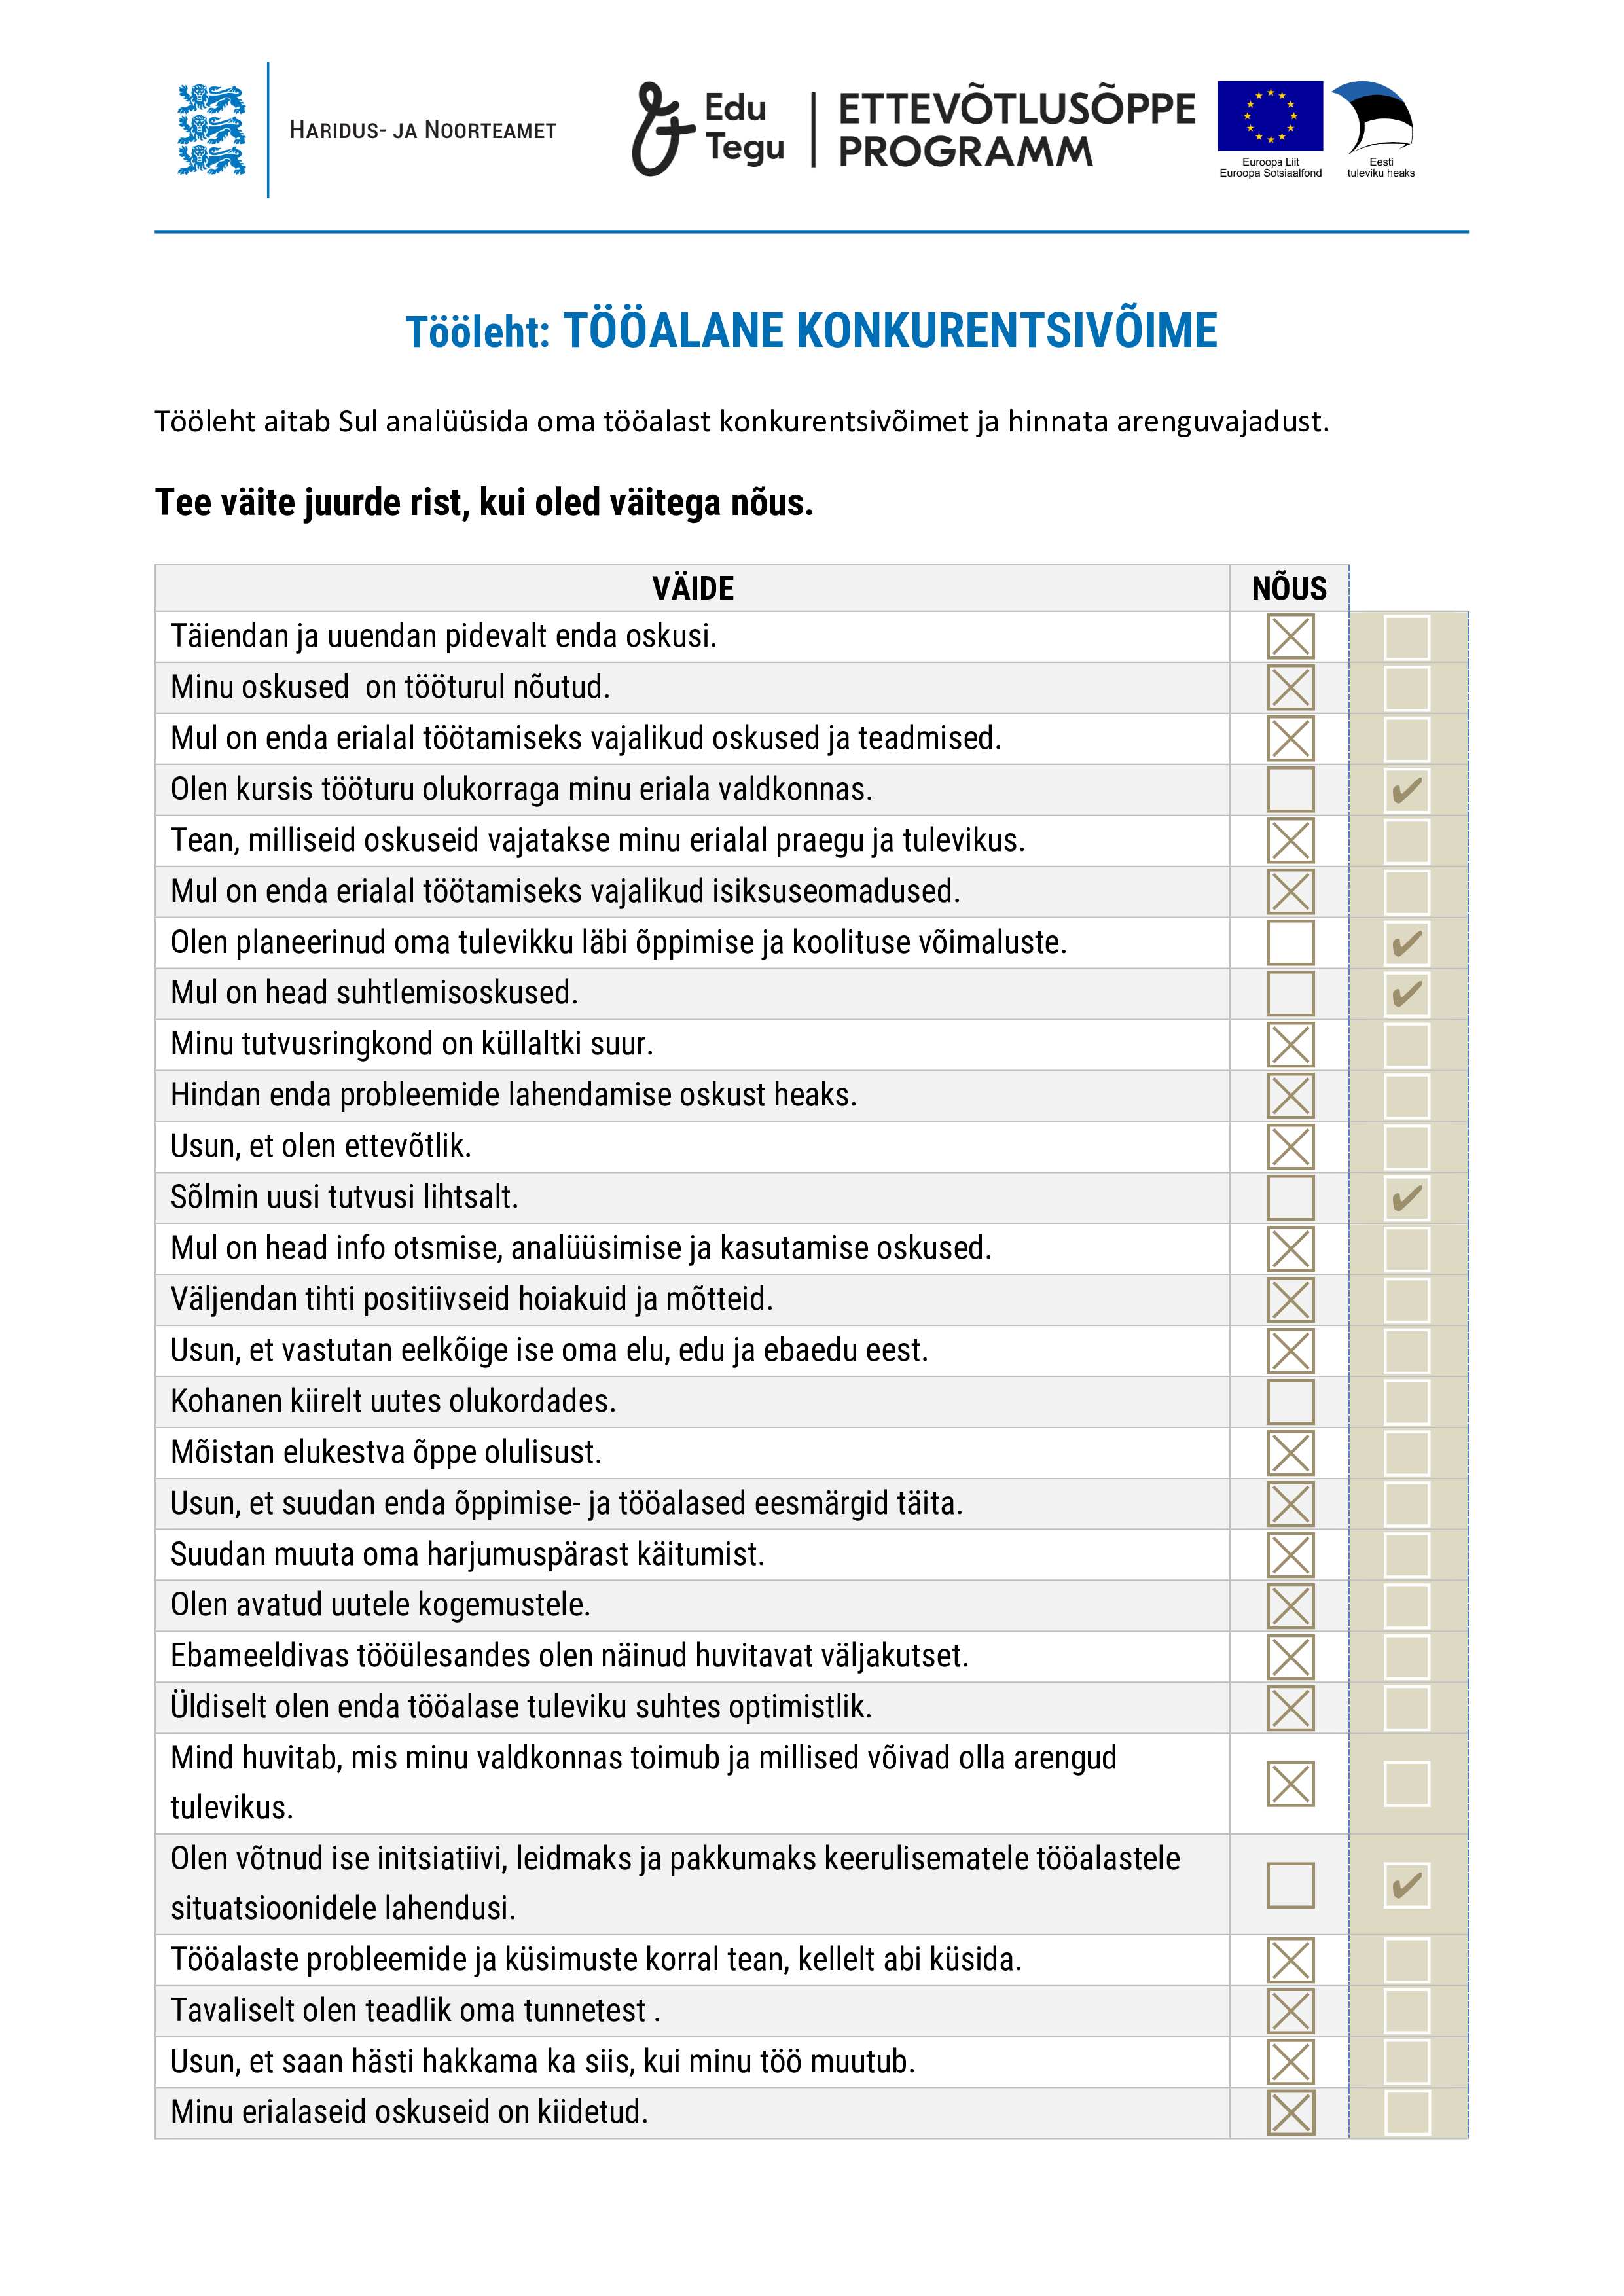 HARIDUS- JA NOORTEAMET
Edu
Tegu
ETTEVÕTLUSÕPPE
PROGRAMM
Euroopa Liit
Euroopa Sotsiaalfond
Eesti
tuleviku heaks
Tööleht: TÖÖALANE KONKURENTSIVÕIME
Tööleht aitab Sul analüüsida oma tööalast konkurentsivõimet ja hinnata arenguvajadust.
Tee väite juurde rist, kui oled väitega nõus.
VÄIDE NÕUS
Täiendan ja uuendan pidevalt enda oskusi.
Minu oskused  on tööturul nõutud.
Mul on enda erialal töötamiseks vajalikud oskused ja teadmised.
Olen kursis tööturu olukorraga minu eriala valdkonnas.
Tean, milliseid oskuseid vajatakse minu erialal praegu ja tulevikus.
Mul on enda erialal töötamiseks vajalikud isiksuseomadused.
Olen planeerinud oma tulevikku läbi õppimise ja koolituse võimaluste.
Mul on head suhtlemisoskused.
Minu tutvusringkond on küllaltki suur.
Hindan enda probleemide lahendamise oskust heaks.
Usun, et olen ettevõtlik.
Sõlmin uusi tutvusi lihtsalt.
Mul on head info otsmise, analüüsimise ja kasutamise oskused.
Väljendan tihti positiivseid hoiakuid ja mõtteid.
Usun, et vastutan eelkõige ise oma elu, edu ja ebaedu eest.
Kohanen kiirelt uutes olukordades.
Mõistan elukestva õppe olulisust.
Usun, et suudan enda õppimise- ja tööalased eesmärgid täita.
Suudan muuta oma harjumuspärast käitumist.
Olen avatud uutele kogemustele.
Ebameeldivas tööülesandes olen näinud huvitavat väljakutset.
Üldiselt olen enda tööalase tuleviku suhtes optimistlik.
Mind huvitab, mis minu valdkonnas toimub ja millised võivad olla arengud
tulevikus.
Olen võtnud ise initsiatiivi, leidmaks ja pakkumaks keerulisematele tööalastele
situatsioonidele lahendusi.
Tööalaste probleemide ja küsimuste korral tean, kellelt abi küsida.
Tavaliselt olen teadlik oma tunnetest .
Usun, et saan hästi hakkama ka siis, kui minu töö muutub.
Minu erialaseid oskuseid on kiidetud.